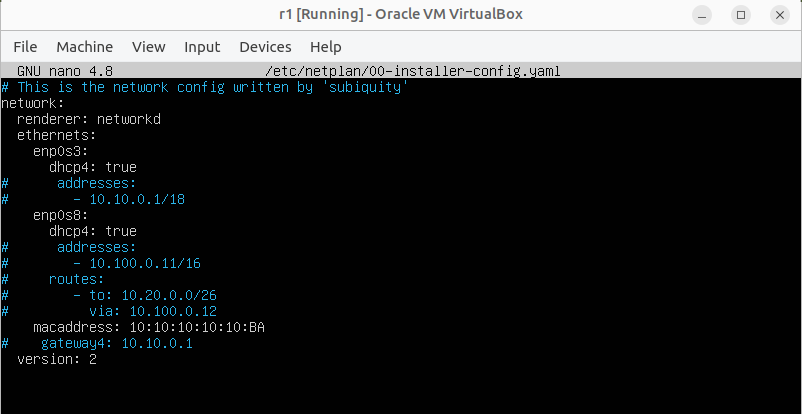 r1 [Running] - Oracle VM VirtualBox
File Machine View Input Devices Help
GNU nano 4.8 /etc/netplan/00-installer-config.yaml
# This is the network config written by 'subiquity'
network:
  renderer: networkd
  ethernets:
    enp0s3:
      dhcp4: true
#      addresses:
#        - 10.10.0.1/18
    enp0s8:
      dhcp4: true
#      addresses:
#        - 10.100.0.11/16
#     routes:
#        - to: 10.20.0.0/26
#          via: 10.100.0.12
    macaddress: 10:10:10:10:10:BA
#    gateway4: 10.10.0.1
  version: 2